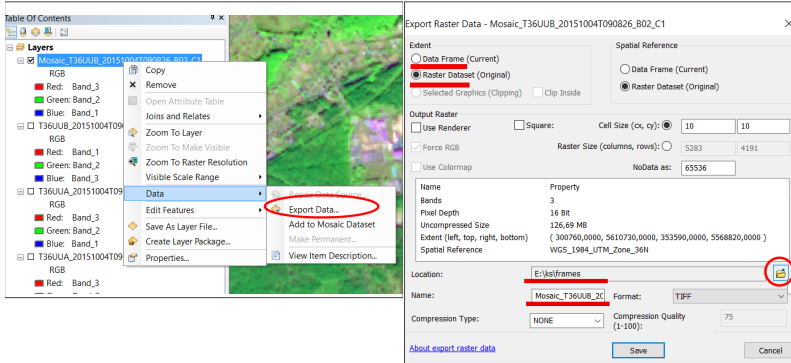 Table Of Contents
Layers
Mosaic_T36UUB_20151004T090826_B02_C1
RGB
Red: Band_3
Green: Band_2
Blue: Band_1
T36UUB_20151004T09
RGB
Red: Band_1
Green: Band_2
Blue: Band_3
T36UUA_20151004T09
RGB
Red: Band_3
Green: Band_2
Blue: Band_1
T36UUA_20151004T09
RGB
Red: Band_3
Copy
Remove
Open Attribute Table
Joins and Relates
Zoom To Layer
Zoom To Make Visible
Zoom To Raster Resolution
Visible Scale Range
Data
Edit Features
Save As Layer File...
Create Layer Package...
Properties...
Repair Data Source
Export Data...
Add to Mosaic Dataset
Make Permanent...
View Item Description...
Export Raster Data - Mosaic_T36UUB_20151004T090826_B02_C1
Extent
Data Frame (Current)
Raster Dataset (Original)
Selected Graphics (Clipping) Clip Inside
Spatial Reference
Data Frame (Current)
Raster Dataset (Original)
Output Raster
Use Renderer Square: Cell Size (cx, cy): 10 10
Force RGB Raster Size (columns, rows): 5283 4191
Use Colormap NoData as: 65536
Name Property
Bands 3
Pixel Depth 16 Bit
Uncompressed Size 126,69 MB
Extent (left, top, right, bottom) ( 300760,0000, 5610730,0000, 353590,0000, 5568820,0000 )
Spatial Reference WGS_1984_UTM_Zone_36N
Location: E:\ks\frames
Name: Mosaic_T36UUB_20 Format: TIFF
Compression Type: NONE Compression Quality (1-100): 75
About export raster data Save Cancel